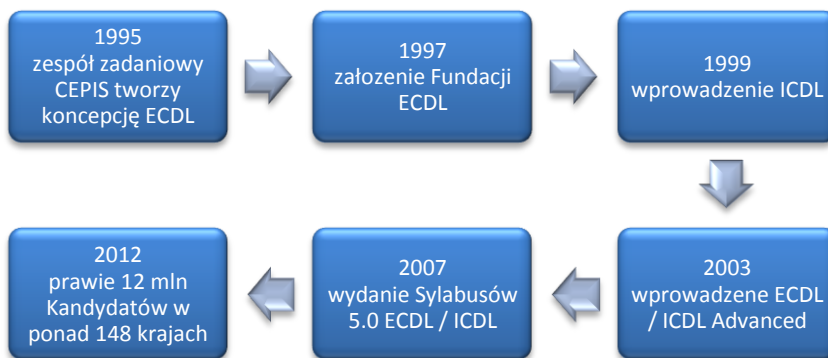 1995
zespół zadaniowy
CEPIS tworzy
koncepcję ECDL
1997
załozenie Fundacji
ECDL
1999
wprowadzenie ICDL
2003
wprowadzene ECDL
/ ICDL Advanced
2007
wydanie Sylabusów
5.0 ECDL / ICDL
2012
prawie 12 mln
Kandydatów w
ponad 148 krajach